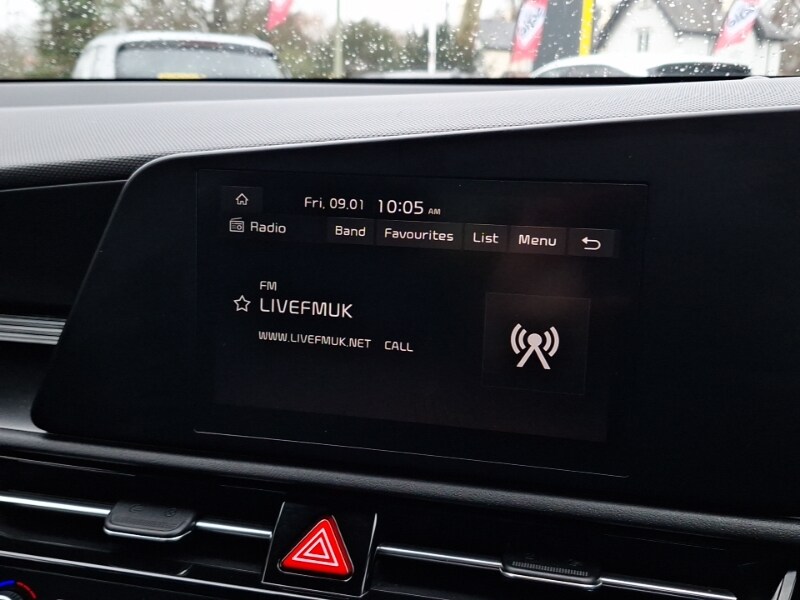 Fri, 09.01 10:05 AM
Radio
Band Favourites List Menu
FM
LIVEFMUK
WWW.LIVEFMUK.NET CALL